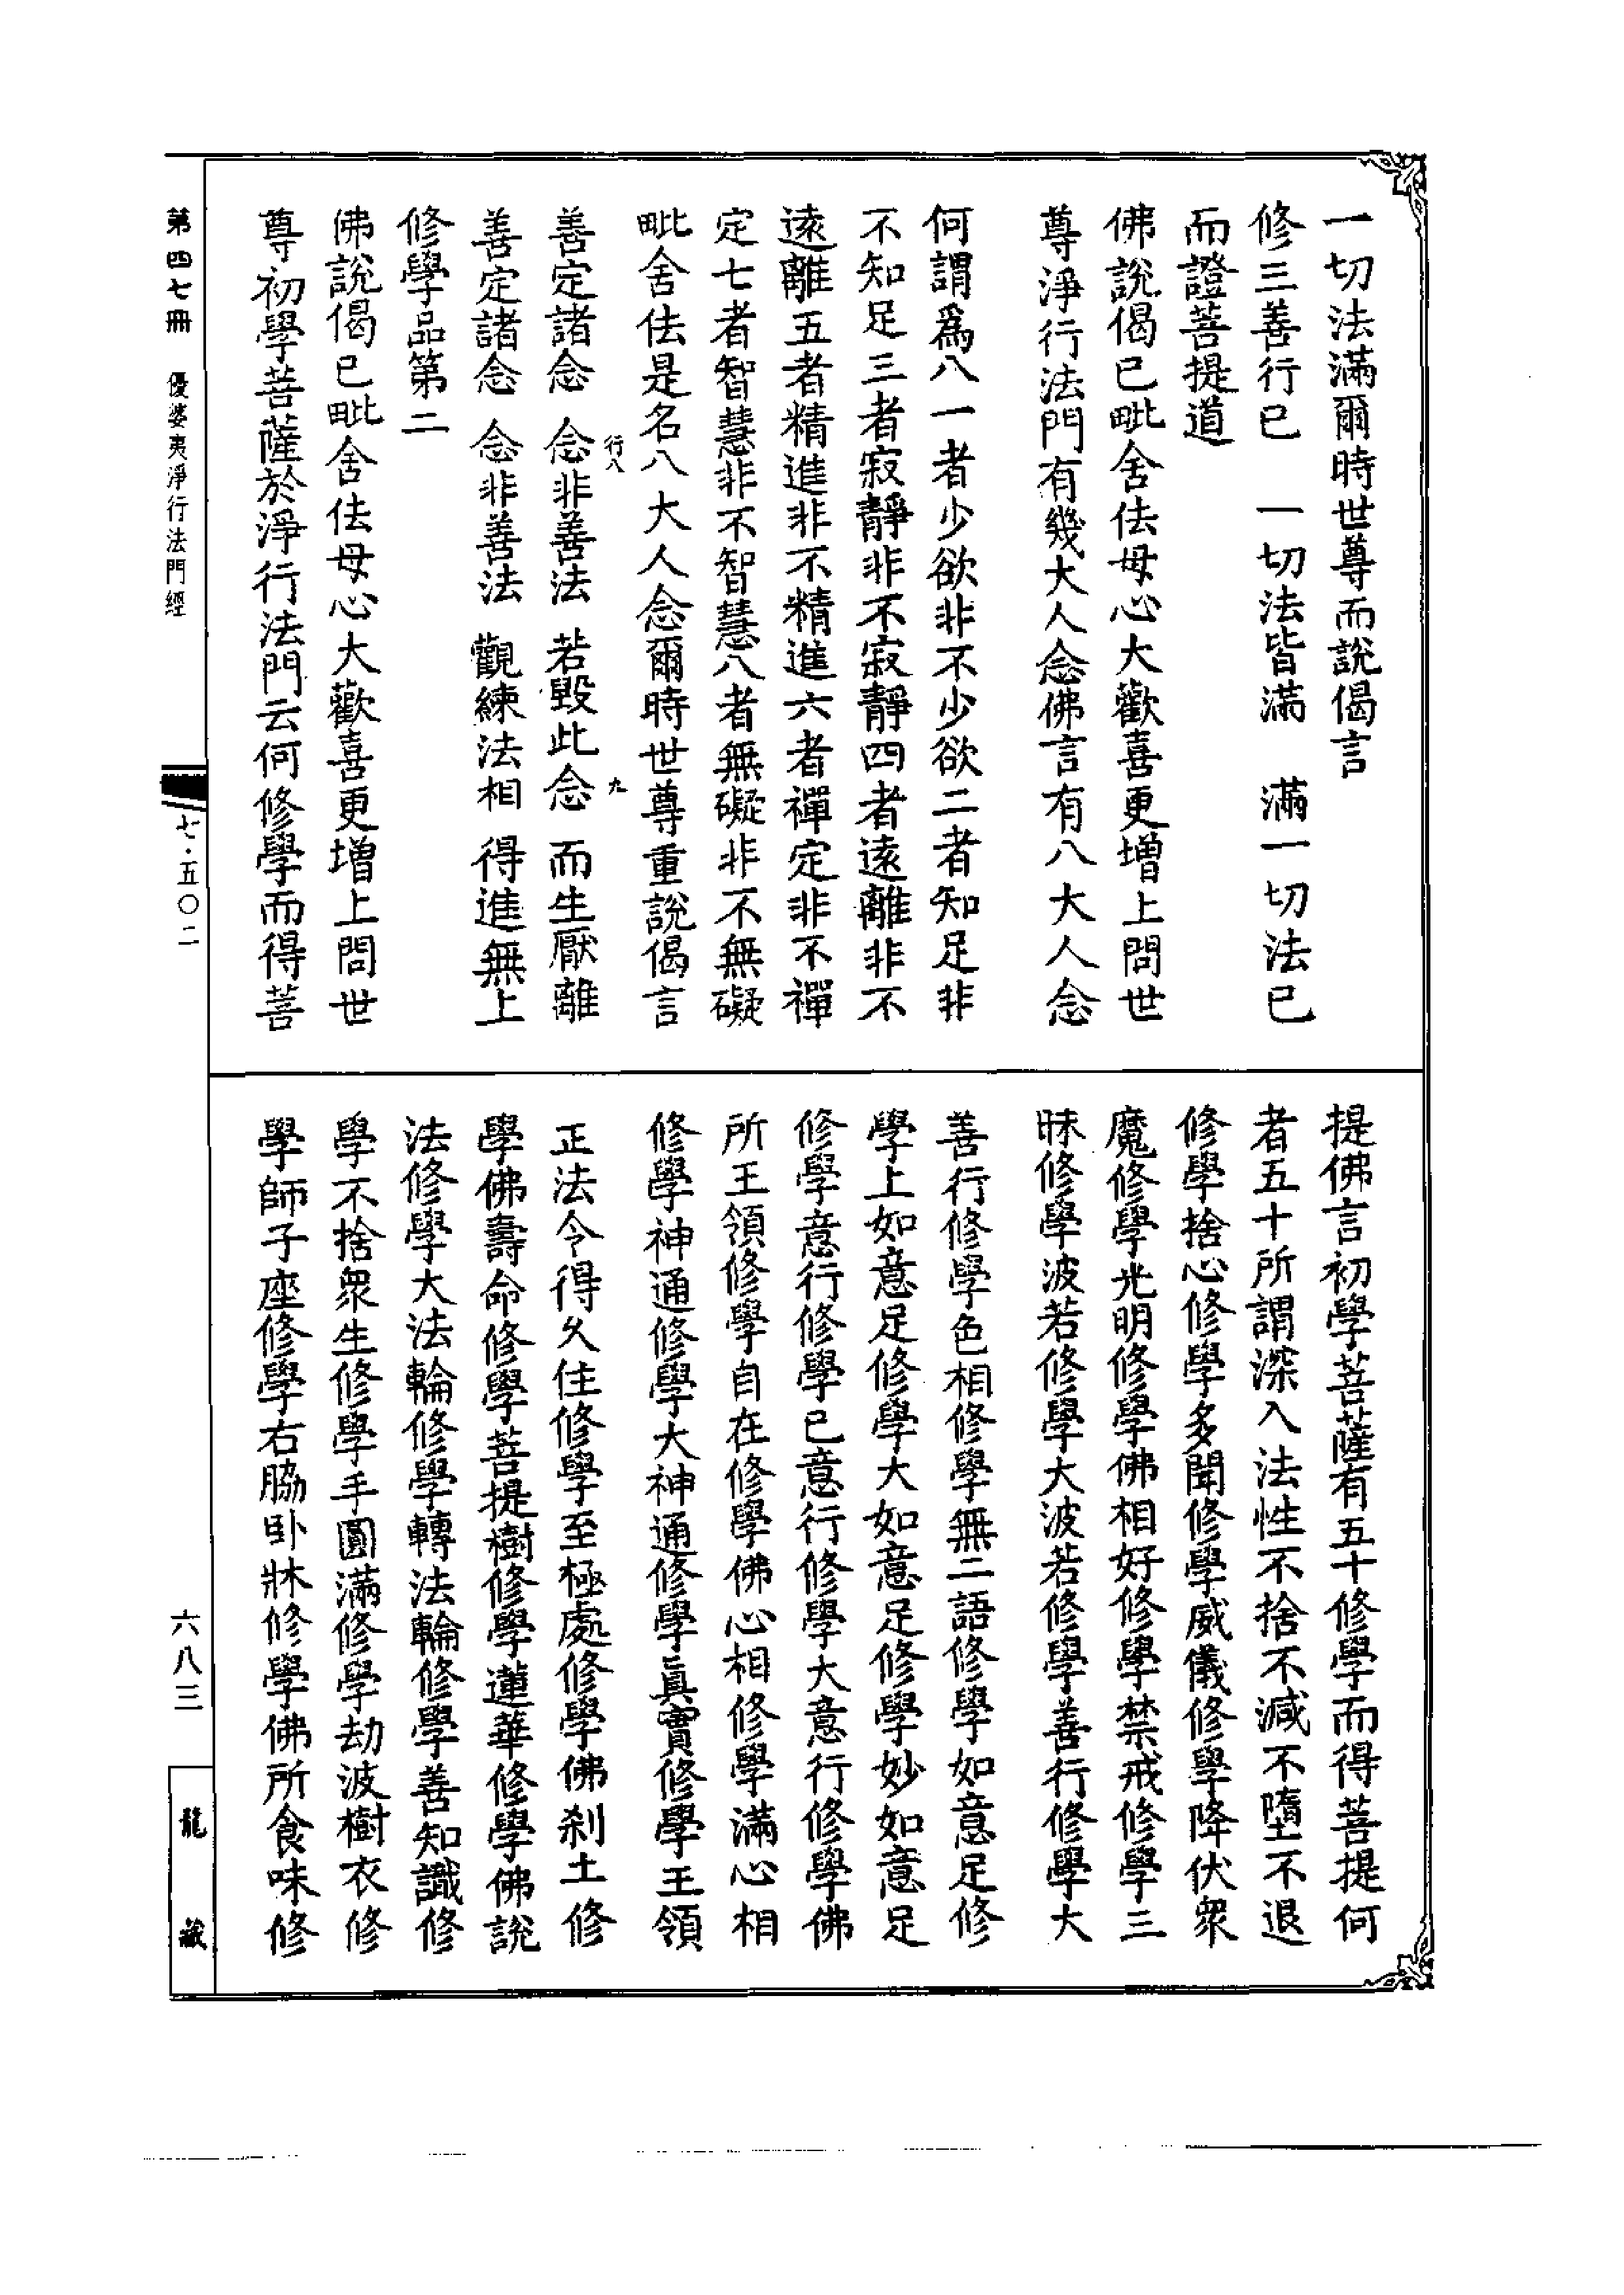 一切法滿爾時世尊而說偈言
修三善行已　一切法皆滿　滿一切法已
而證菩提道
佛說偈已毗舍佉母心大歡喜更增上問世
尊淨行法門有幾大人念佛言有八大人念
何謂為八一者少欲非不少欲二者知足非
不知足三者寂靜非不寂靜四者遠離非不
遠離五者精進非不精進六者禪定非不禪
定七者智慧非不智慧八者無礙非不無礙
毗舍佉是名八大人念爾時世尊重說偈言
行八　九
善定諸念　念非善法　若毀此念　而生厭離
善定諸念　念非善法　觀練法相　得進無上
修學品第二
佛說偈已毗舍佉母心大歡喜更增上問世
尊初學菩薩於淨行法門云何修學而得菩
提佛言初學菩薩有五十修學而得菩提何
者五十所謂深入法性不捨不減不墮不退
修學捨心修學多聞修學威儀修學降伏衆
魔修學光明修學佛相好修學禁戒修學三
昧修學波若修學大波若修學善行修學大
善行修學色相修學無二語修學如意足修
學上如意足修學大如意足修學妙如意足
修學意行修學已意行修學大意行修學佛
所王領修學自在修學佛心相修學滿心相
修學神通修學大神通修學眞實修學王領
正法令得久住修學至極處修學佛剎土修
學佛壽命修學菩提樹修學蓮華修學佛說
法修學大法輪修學轉法輪修學善知識修
學不捨衆生修學手圓滿修學劫波樹衣修
學師子座修學右脇卧牀修學佛所食味修
第四七冊　優婆夷淨行法門經
七·五〇二
六八三
龍藏